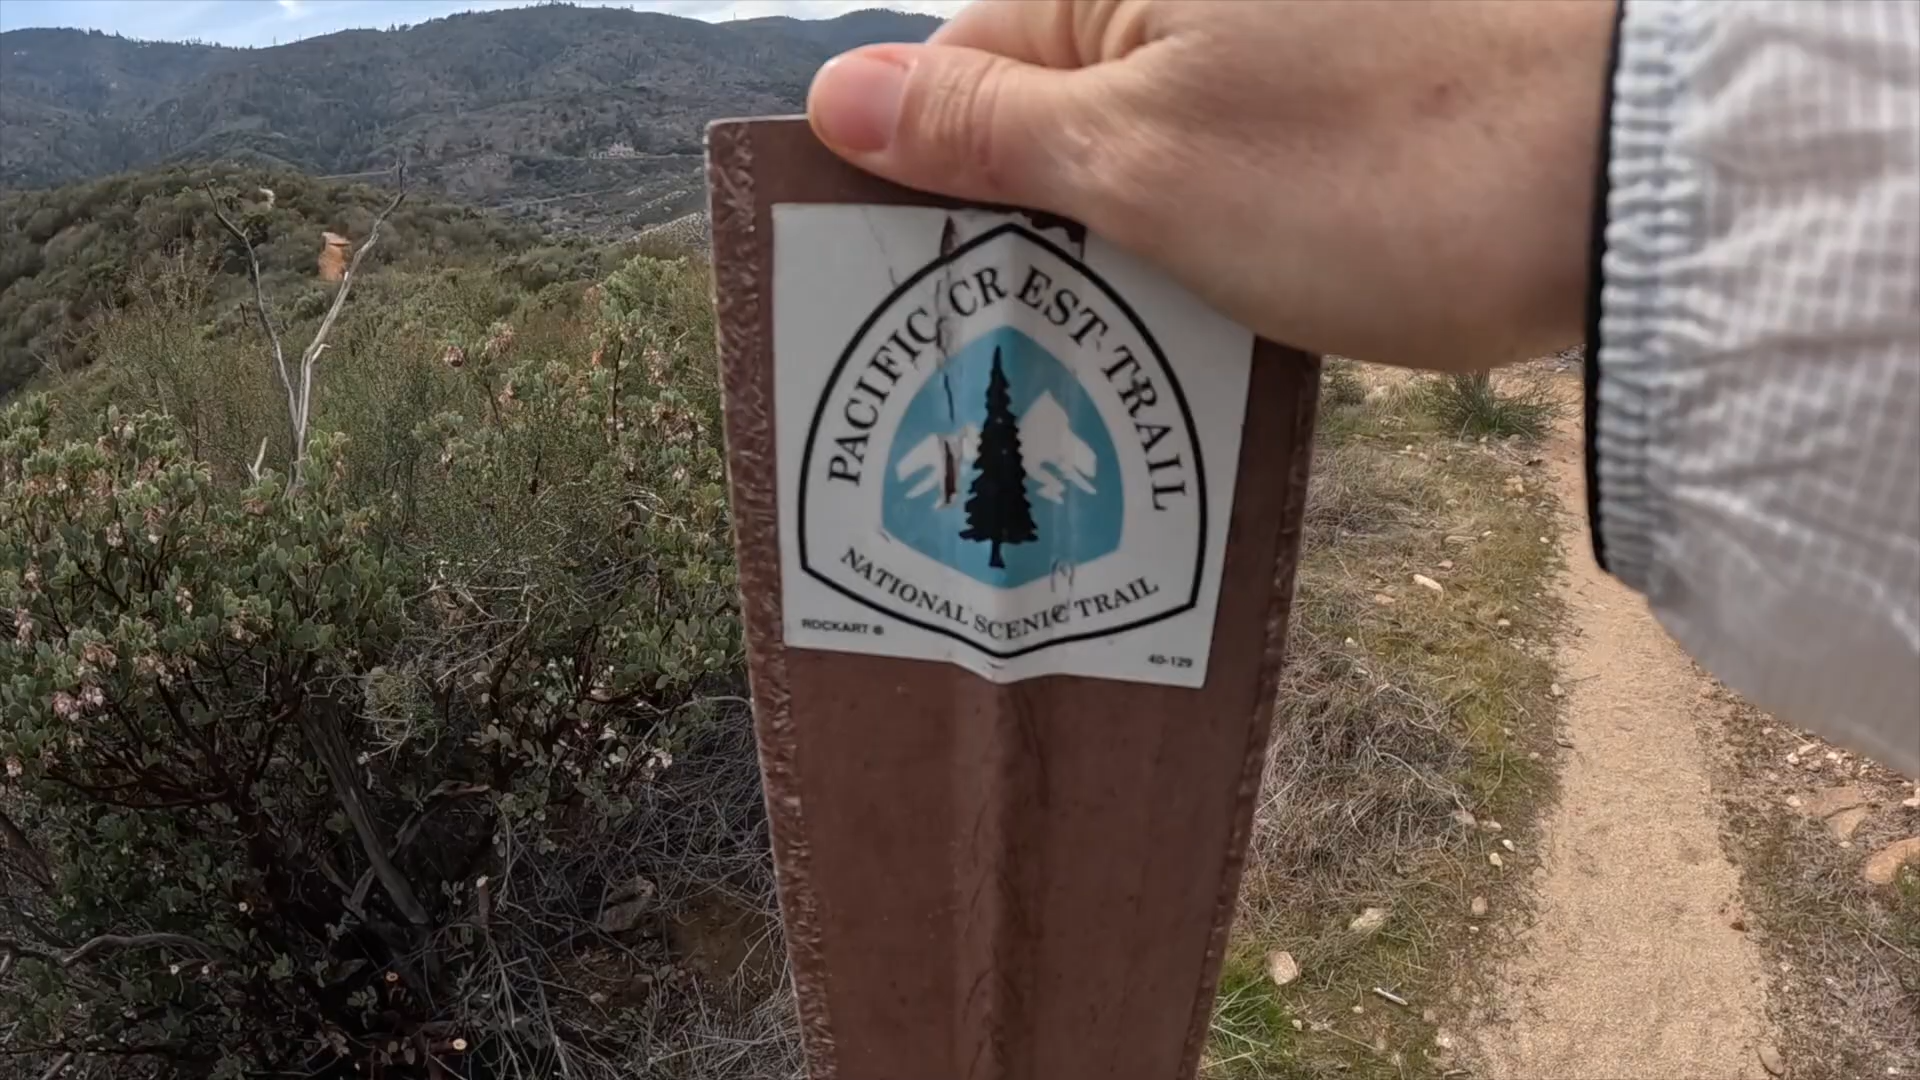 PACIFIC CREST TRAIL
NATIONAL SCENIC TRAIL
ROCKART ®
40-129